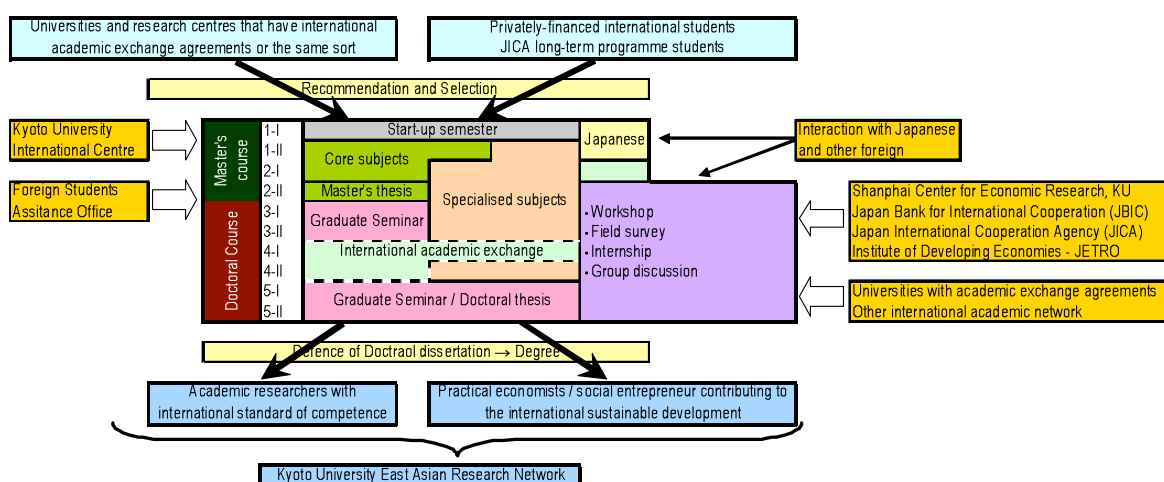 Universities and research centres that have international
academic exchange agreements or the same sort
Privately-financed international students
JICA long-term programme students
Recommendation and Selection
Kyoto University
International Centre
Foreign Students
Assitance Office
Master's
course
Doctoral Course
1-I
1-II
2-I
2-II
3-I
3-II
4-I
4-II
5-I
5-II
Start-up semester
Core subjects
Master's thesis
Graduate Seminar
Specialised subjects
International academic exchange
Graduate Seminar / Doctoral thesis
Japanese
• Workshop
• Field survey
• Internship
• Group discussion
Interaction with Japanese
and other foreign
Shanphai Center for Economic Research, KU
Japan Bank for International Cooperation (JBIC)
Japan International Cooperation Agency (JICA)
Institute of Developing Economies - JETRO
Universities with academic exchange agreements
Other international academic network
Defence of Doctraol dissertation → Degree
Academic researchers with
international standard of competence
Practical economists / social entrepreneur contributing to
the international sustainable development
Kyoto University East Asian Research Network